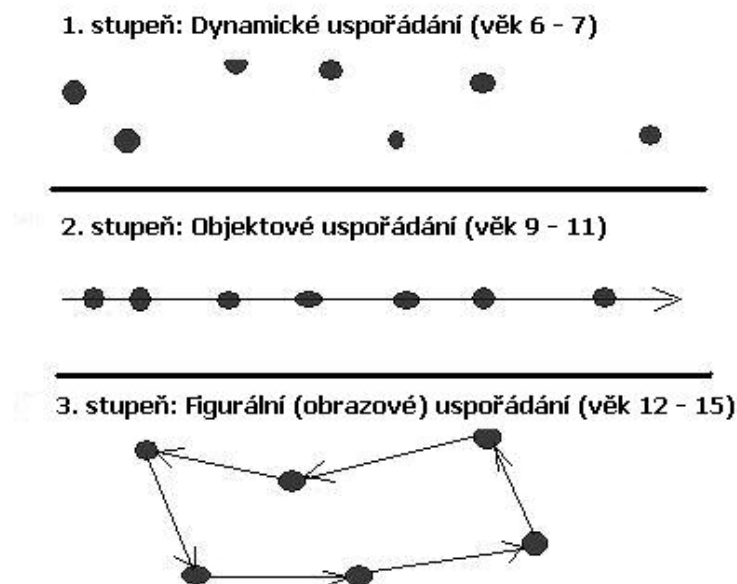 1. stupeň: Dynamické uspořádání (věk 6 - 7)
2. stupeň: Objektové uspořádání (věk 9 - 11)
3. stupeň: Figurální (obrazové) uspořádání (věk 12 - 15)